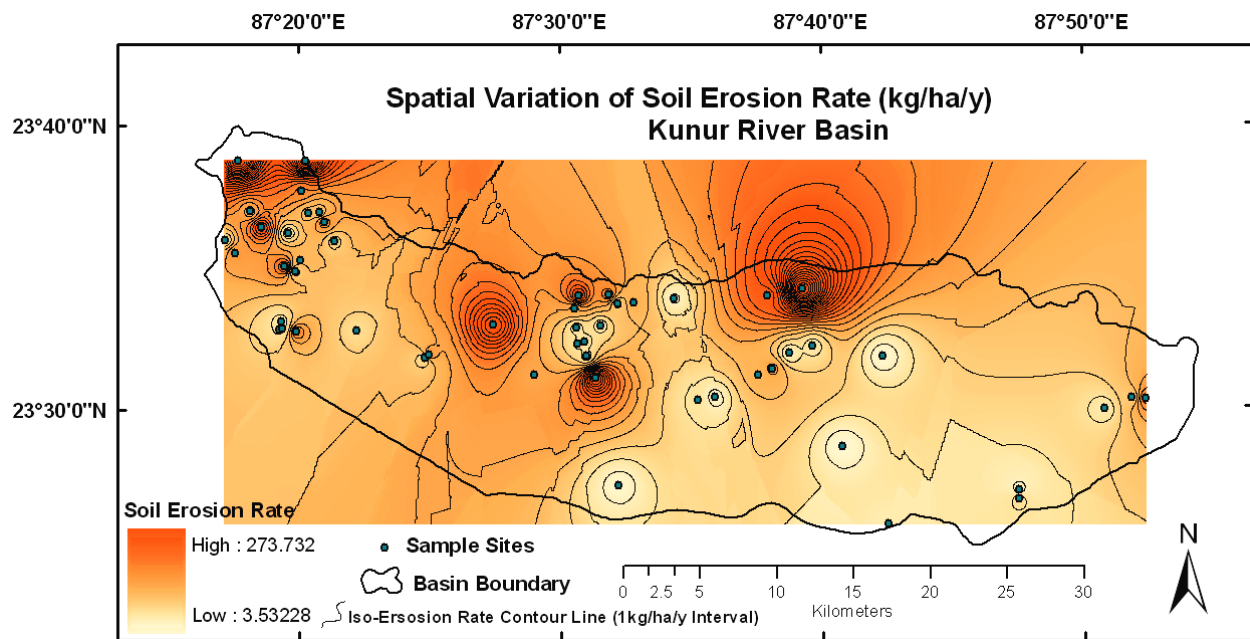 87°20'0"E 87°30'0"E 87°40'0"E 87°50'0"E
Spatial Variation of Soil Erosion Rate (kg/ha/y)
Kunur River Basin
23°40'0"N
23°30'0"N
Soil Erosion Rate
High : 273.732
Low : 3.53228
Sample Sites
Basin Boundary
Iso-Ersosion Rate Contour Line (1kg/ha/y Interval)
0 2.5 5 10 15 20 25 30
Kilometers
N